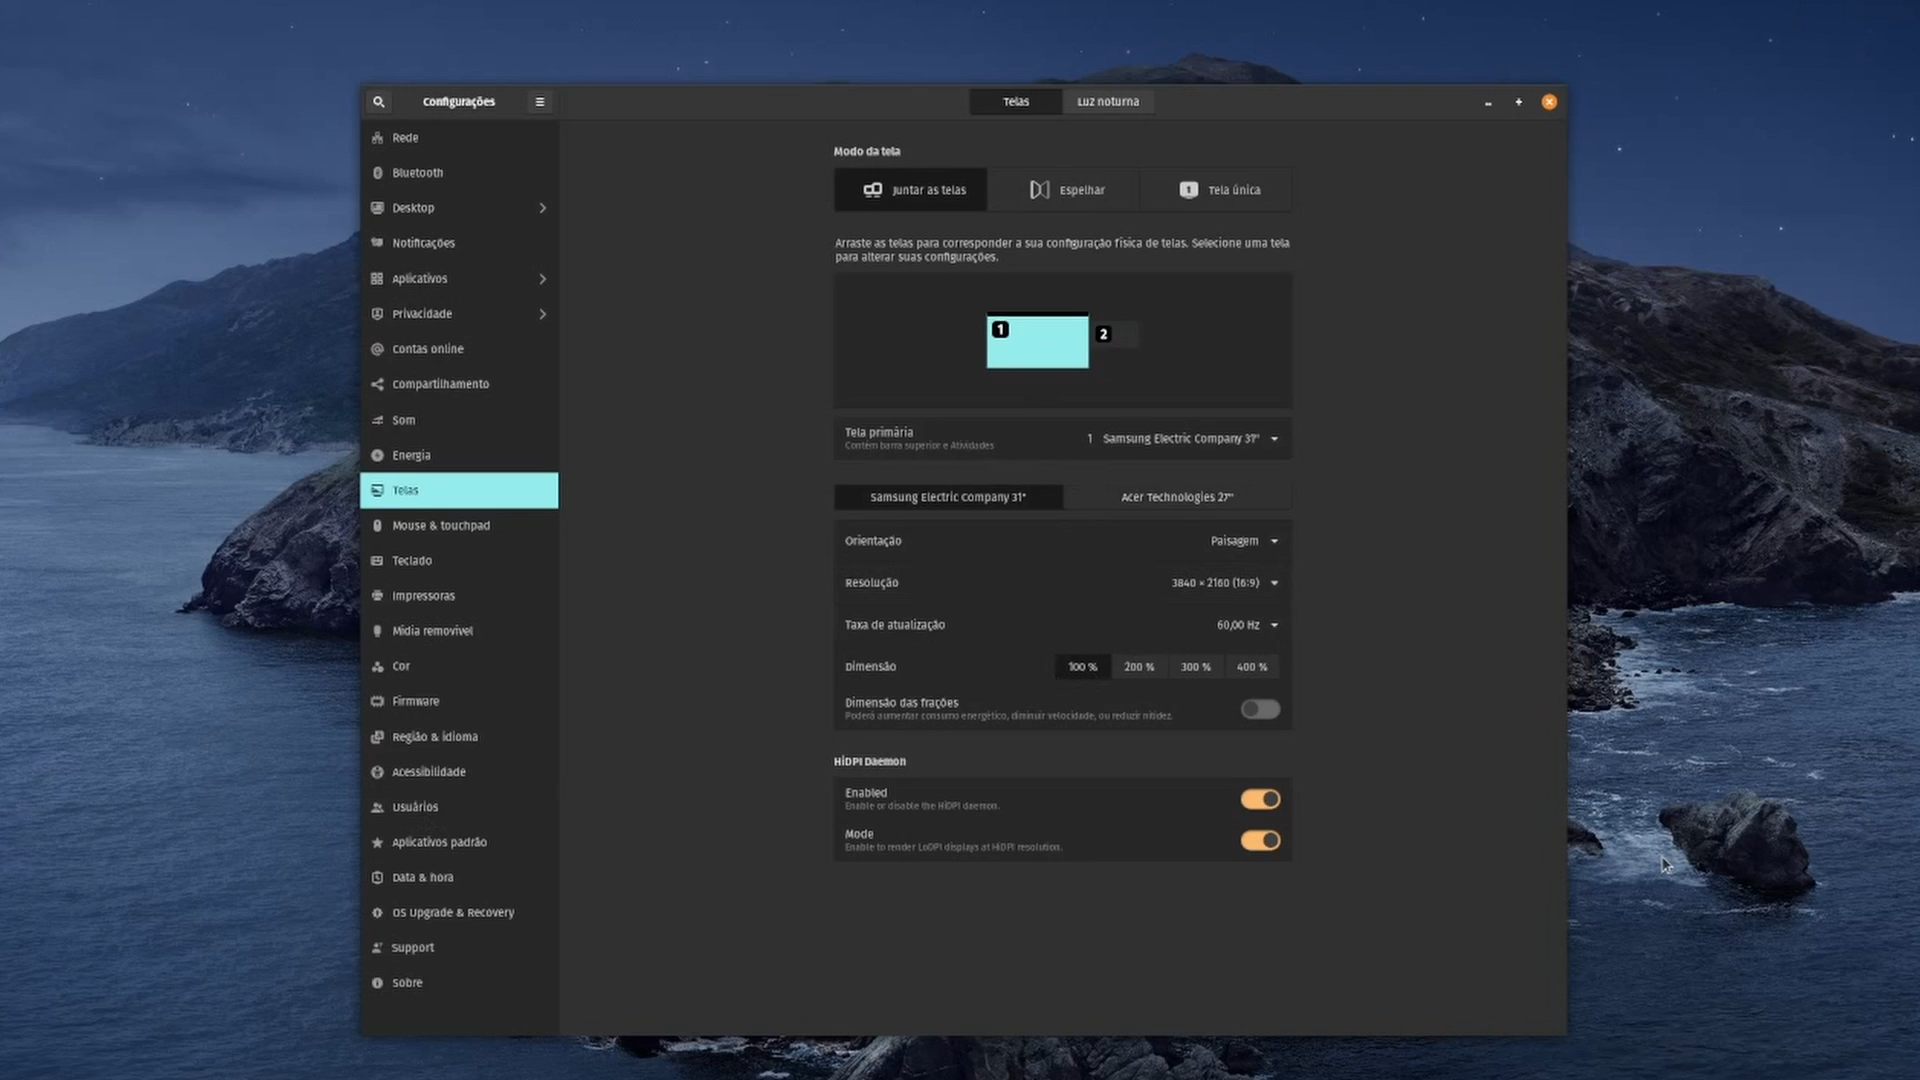 Configurações
Telas
Luz noturna
Rede
Bluetooth
Desktop
Notificações
Aplicativos
Privacidade
Contas online
Compartilhamento
Som
Energia
Telas
Mouse & touchpad
Teclado
Impressoras
Mídia removível
Cor
Firmware
Região & idioma
Acessibilidade
Usuários
Aplicativos padrão
Data & hora
OS Upgrade & Recovery
Support
Sobre
Modo da tela
Juntar as telas
Espelhar
1
Tela única
Arraste as telas para corresponder a sua configuração física de telas. Selecione uma tela
para alterar suas configurações.
1
2
Tela primária
Contém barra superior e Atividades
1 Samsung Electric Company 31"
Samsung Electric Company 31"
Acer Technologies 27"
Orientação
Paisagem
Resolução
3840 × 2160 (16:9)
Taxa de atualização
60,00 Hz
Dimensão
100 %
200 %
300 %
400 %
Dimensão das frações
Poderá aumentar consumo energético, diminuir velocidade, ou reduzir nitidez.
HiDPI Daemon
Enabled
Enable or disable the HiDPI daemon.
Mode
Enable to render LoDPI displays at HiDPI resolution.